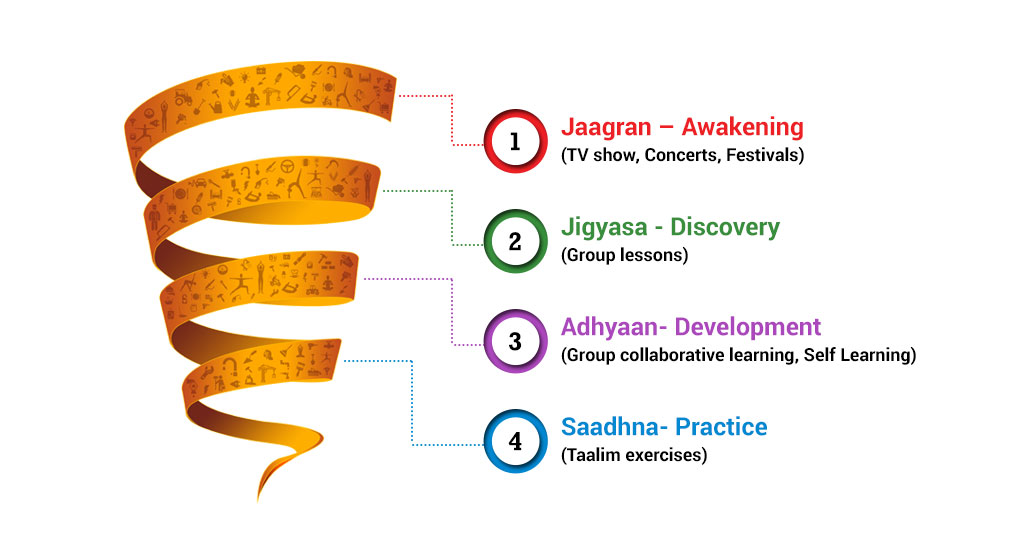 1
Jaagran – Awakening
(TV show, Concerts, Festivals)
2
Jigyasa - Discovery
(Group lessons)
3
Adhyaan- Development
(Group collaborative learning, Self Learning)
4
Saadhna- Practice
(Taalim exercises)